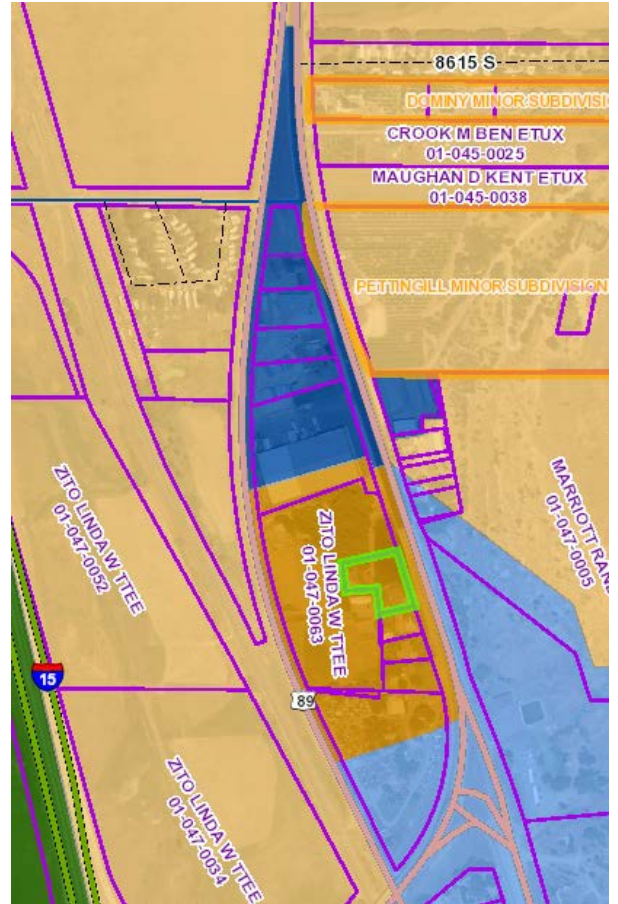 8615 S
DOMINY MINOR SUBDIVISI
CROOK M BEN ETUX
01-045-0025
MAUGHAN D KENT ETUX
01-045-0038
PETTINGILL MINOR SUBDIVISION
ZITO LINDA W TTEE
01-047-0052
ZITO LINDA W TTEE
01-047-0063
MARRIOTT RAN
01-047-0005
15
89
ZITO LINDA W TTEE
01-047-0034